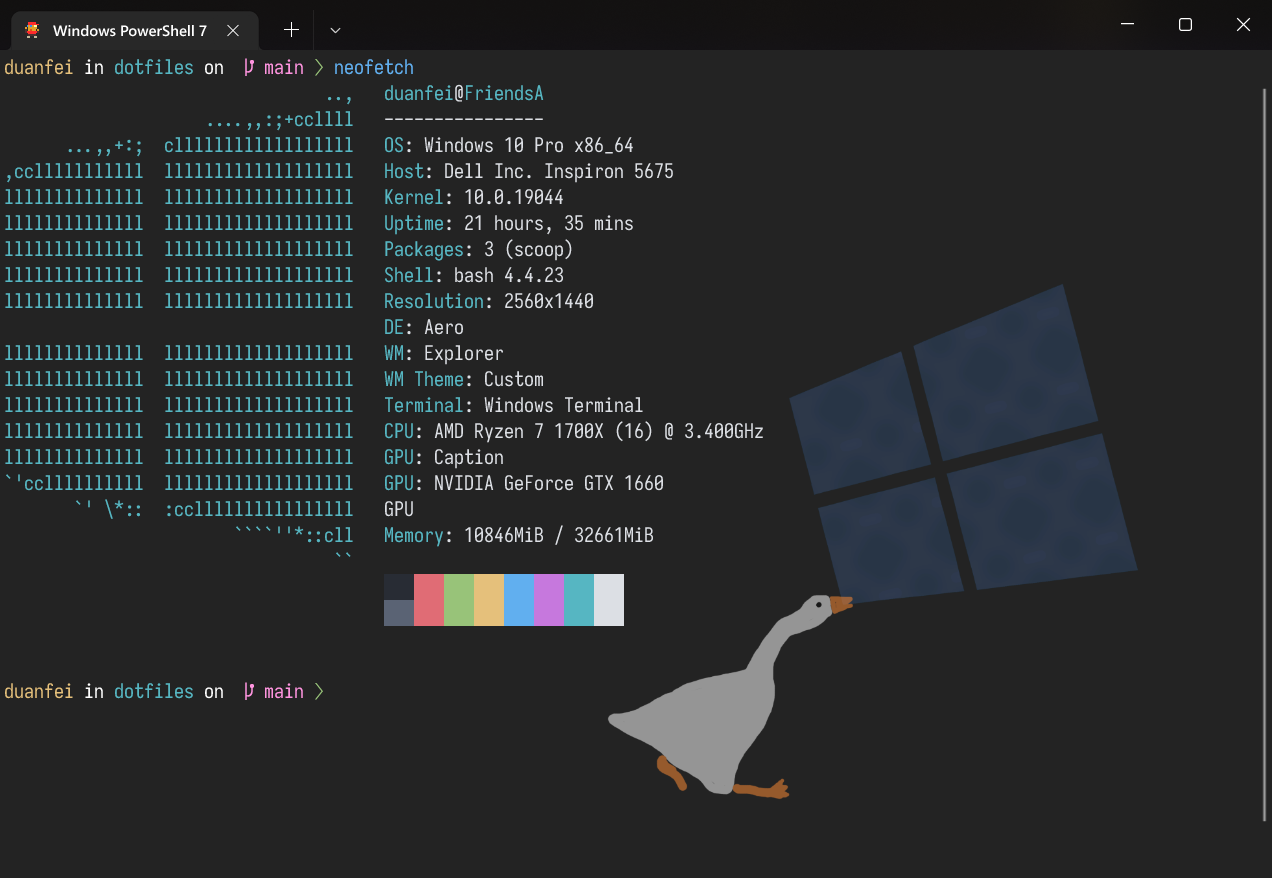 Windows PowerShell 7
duanfei in dotfiles on main > neofetch
..,   duanfei@FriendsA
....,,:;+ccllll   ----------------
...,,+:;  cllllllllllllllllll   OS: Windows 10 Pro x86_64
,cclllllllllll  lllllllllllllllllll   Host: Dell Inc. Inspiron 5675
llllllllllllll  lllllllllllllllllll   Kernel: 10.0.19044
llllllllllllll  lllllllllllllllllll   Uptime: 21 hours, 35 mins
llllllllllllll  lllllllllllllllllll   Packages: 3 (scoop)
llllllllllllll  lllllllllllllllllll   Shell: bash 4.4.23
llllllllllllll  lllllllllllllllllll   Resolution: 2560x1440
DE: Aero
llllllllllllll  lllllllllllllllllll   WM: Explorer
llllllllllllll  lllllllllllllllllll   WM Theme: Custom
llllllllllllll  lllllllllllllllllll   Terminal: Windows Terminal
llllllllllllll  lllllllllllllllllll   CPU: AMD Ryzen 7 1700X (16) @ 3.400GHz
llllllllllllll  lllllllllllllllllll   GPU: Caption
`'ccllllllllll  lllllllllllllllllll   GPU: NVIDIA GeForce GTX 1660
`' \*::  :ccllllllllllllllll   GPU
````''*::cll   Memory: 10846MiB / 32661MiB
``
duanfei in dotfiles on main >